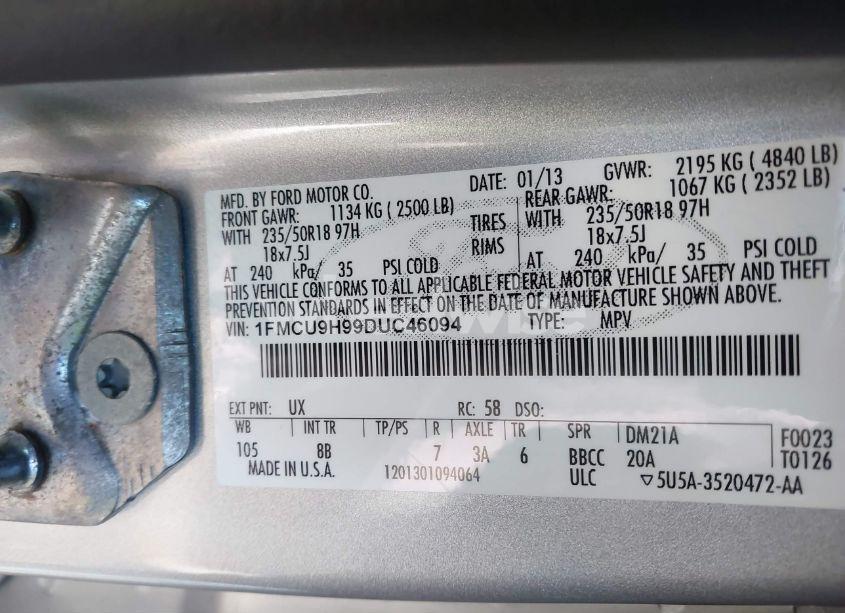 MFD. BY FORD MOTOR CO. DATE: 01/13 GVWR: 2195 KG ( 4840 LB)
FRONT GAWR: 1134 KG ( 2500 LB) REAR GAWR: 1067 KG ( 2352 LB)
WITH 235/50R18 97H TIRES WITH 235/50R18 97H
18x7.5J RIMS 18x7.5J
AT 240 kPa/ 35 PSI COLD AT 240 kPa/ 35 PSI COLD
THIS VEHICLE CONFORMS TO ALL APPLICABLE FEDERAL MOTOR VEHICLE SAFETY AND THEFT
PREVENTION STANDARDS IN EFFECT ON THE DATE OF MANUFACTURE SHOWN ABOVE.
VIN: 1FMCU9H99DUC46094 TYPE: MPV
EXT PNT: UX RC: 58 DSO:
WB INT TR TP/PS R AXLE TR SPR DM21A F0023
105 8B 7 3A 6 BBCC 20A T0126
MADE IN U.S.A. 1201301094064 ULC ▽5U5A-3520472-AA